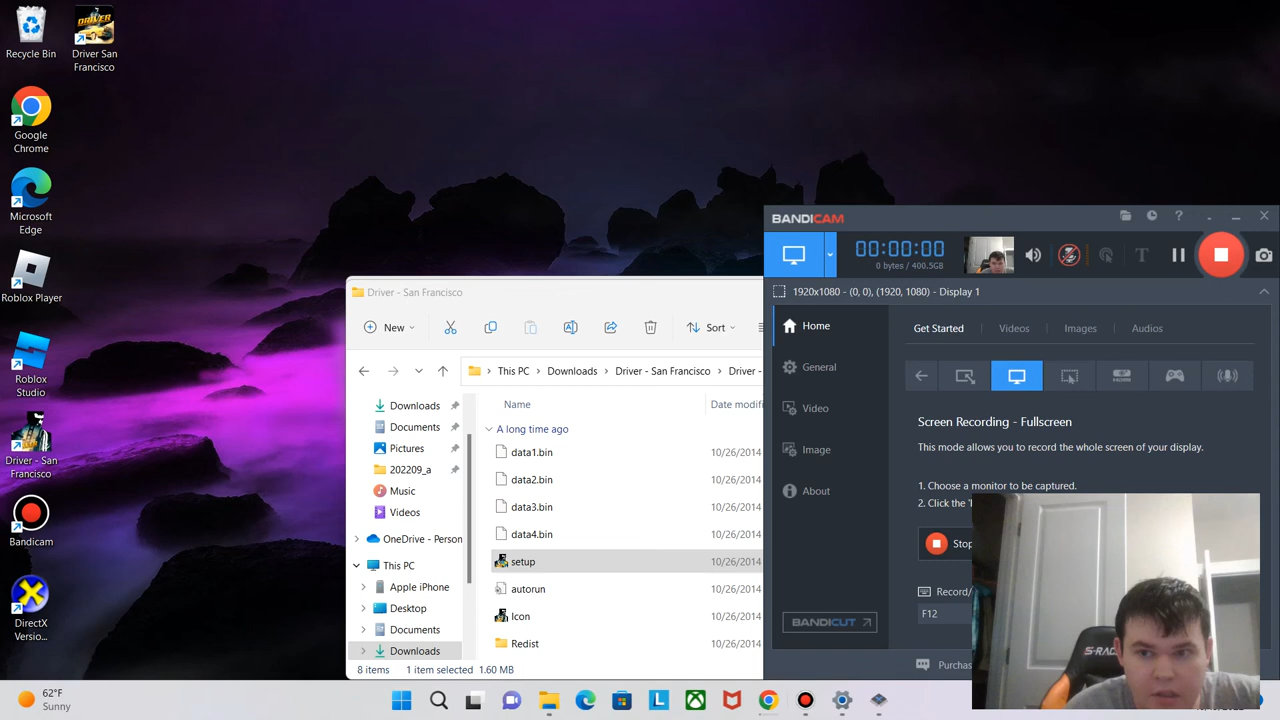 Recycle Bin
Driver San
Francisco
DRIVER
Google
Chrome
Microsoft
Edge
Roblox Player
Roblox
Studio
Driver - San
Francisco
Bandicam
DirectX
Versio...
Driver - San Francisco
New
Sort
This PC > Downloads > Driver - San Francisco > Driver -
Downloads
Documents
Pictures
202209_a
Music
Videos
OneDrive - Person
This PC
Apple iPhone
Desktop
Documents
Downloads
Name
Date modifi
A long time ago
data1.bin 10/26/2014
data2.bin 10/26/2014
data3.bin 10/26/2014
data4.bin 10/26/2014
setup 10/26/2014
autorun 10/26/2014
Icon 10/26/2014
Redist 10/26/2014
8 items 1 item selected 1.60 MB
BANDICAM
00:00:00
0 bytes / 400.5GB
1920x1080 - (0, 0), (1920, 1080) - Display 1
Home
General
Video
Image
About
BANDICUT
Get Started Videos Images Audios
HDMI
Screen Recording - Fullscreen
This mode allows you to record the whole screen of your display.
1. Choose a monitor to be captured.
2. Click the
Stop
Record/
F12
Purchas
S-RAC
62°F
Sunny